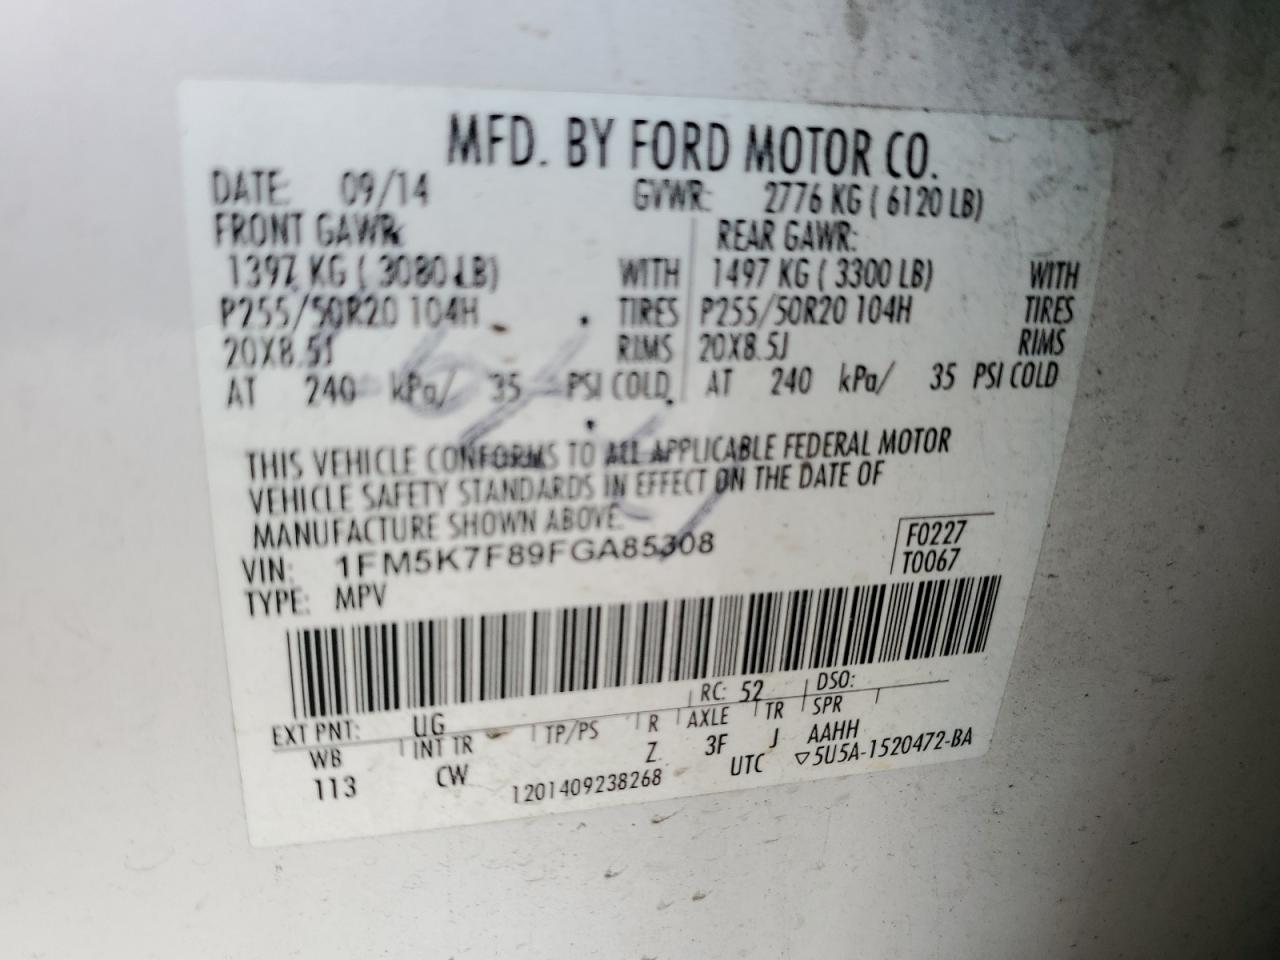 MFD. BY FORD MOTOR CO.
DATE: 09/14 GVWR: 2776 KG ( 6120 LB)
FRONT GAWR: REAR GAWR:
1397 KG ( 3080 LB) WITH 1497 KG ( 3300 LB) WITH
P255/50R20 104H TIRES P255/50R20 104H TIRES
20X8.5J RIMS 20X8.5J RIMS
AT 240 kPa/ 35 PSI COLD AT 240 kPa/ 35 PSI COLD
THIS VEHICLE CONFORMS TO ALL APPLICABLE FEDERAL MOTOR
VEHICLE SAFETY STANDARDS IN EFFECT ON THE DATE OF
MANUFACTURE SHOWN ABOVE.
VIN: 1FM5K7F89FGA85308 F0227
TYPE: MPV T0067
EXT PNT: UG RC: 52 DSO:
WB INT TR TP/PS R AXLE TR SPR
113 CW Z 3F J AAHH
1201409238268 UTC ▽5U5A-1520472-BA